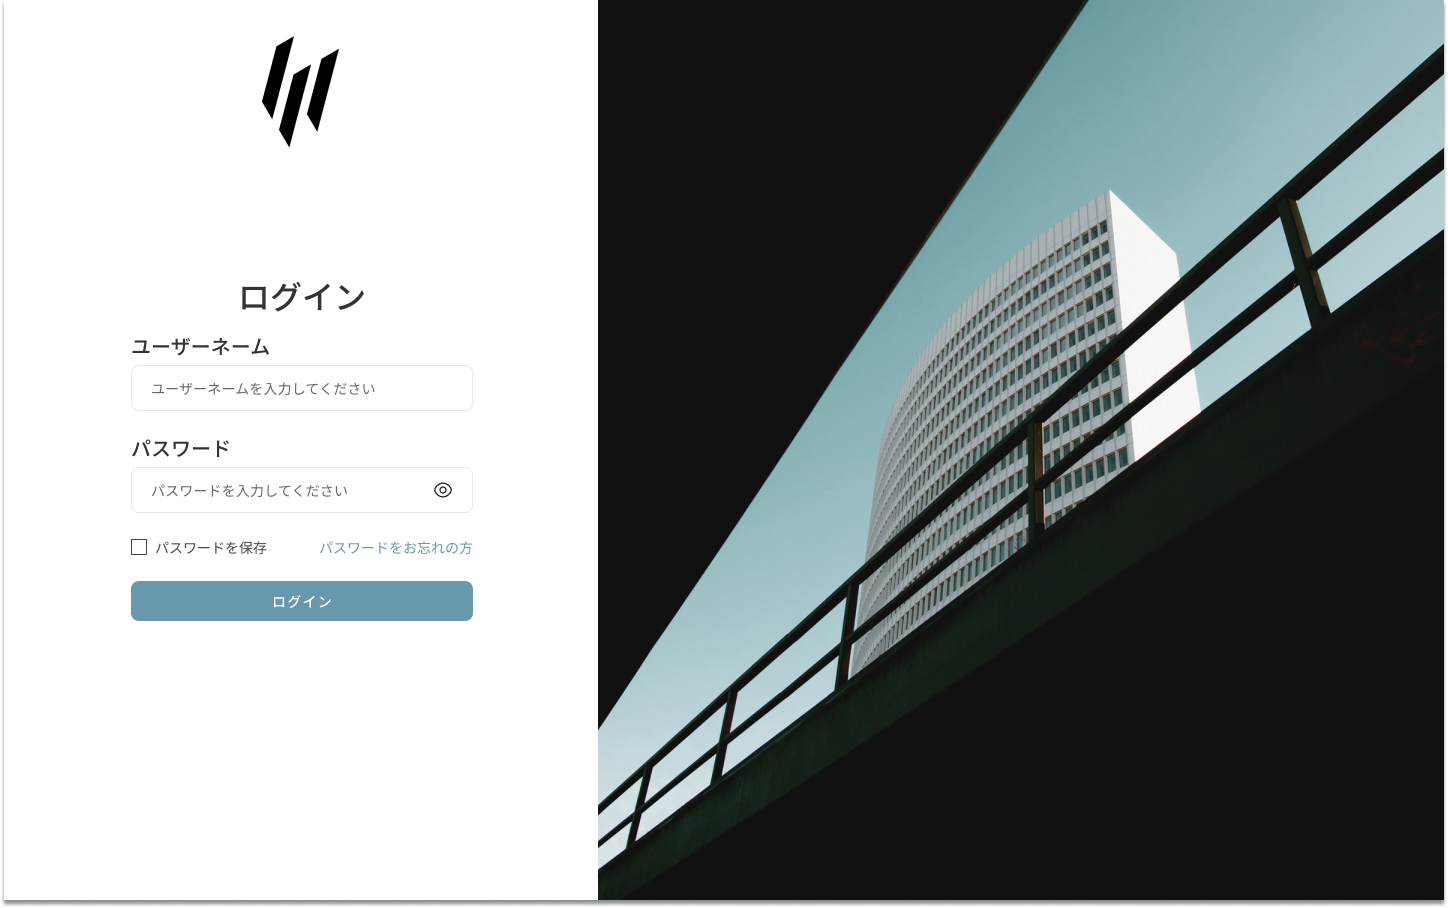 ログイン
ユーザーネーム
ユーザーネームを入力してください
パスワード
パスワードを入力してください
パスワードを保存 パスワードをお忘れの方
ログイン